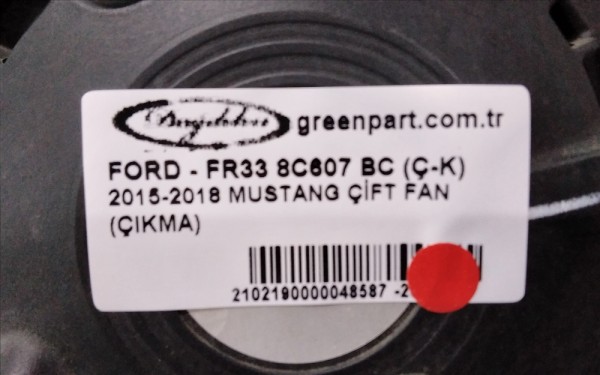 greenpart.com.tr
FORD - FR33 8C607 BC (Ç-K)
2015-2018 MUSTANG ÇİFT FAN
(ÇIKMA)
2102190000048587 -2